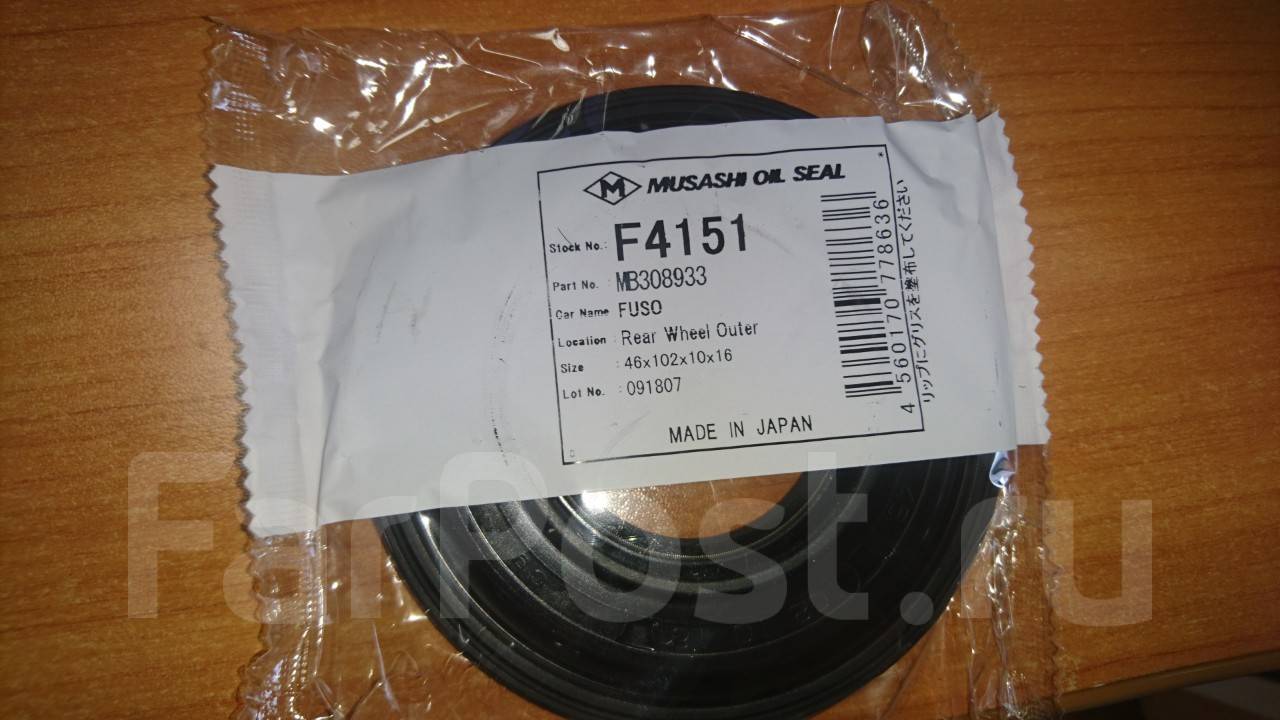 M MUSASHI OIL SEAL
Stock No.: F4151
Part No. : MB308933
Car Name FUSO
Location : Rear Wheel Outer
Size : 46x102x10x16
Lot No. : 091807
MADE IN JAPAN
4 560170 778636
リップにグリスを塗布してください
FarPost.ru